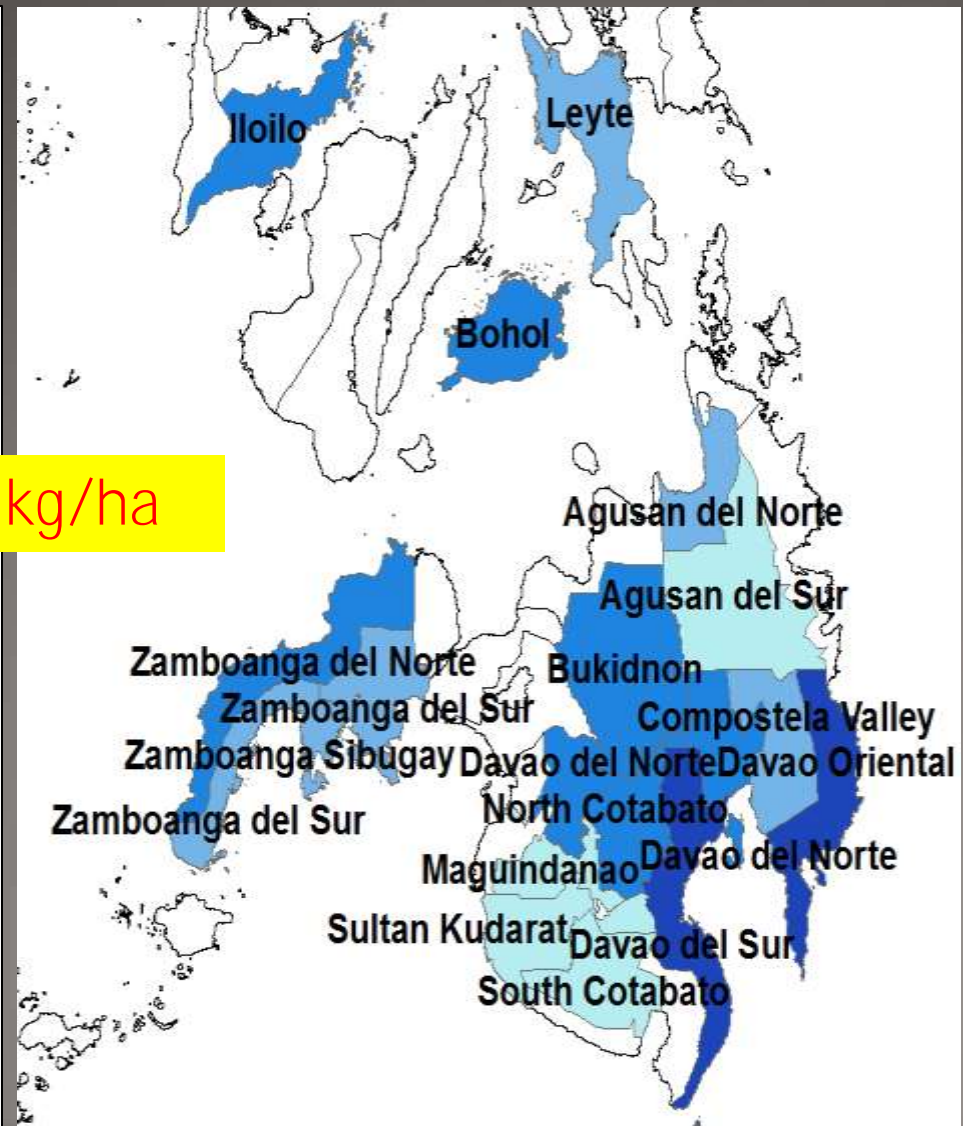 Iloilo
Leyte
Bohol
kg/ha
Agusan del Norte
Agusan del Sur
Zamboanga del Norte
Bukidnon
Zamboanga del Sur
Compostela Valley
Zamboanga Sibugay
Davao del Norte
Davao Oriental
North Cotabato
Zamboanga del Sur
Maguindanao
Davao del Norte
Sultan Kudarat
Davao del Sur
South Cotabato